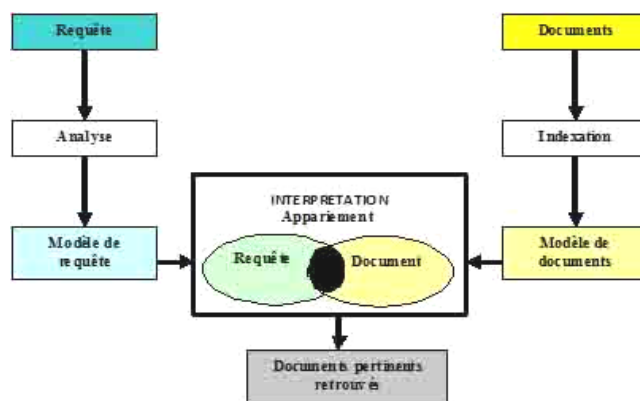 Requête
Documents
Analyse
Indexation
INTERPRETATION
Appariement
Modèle de
requête
Requête
Document
Modèle de
documents
Documents pertinents
retrouvés